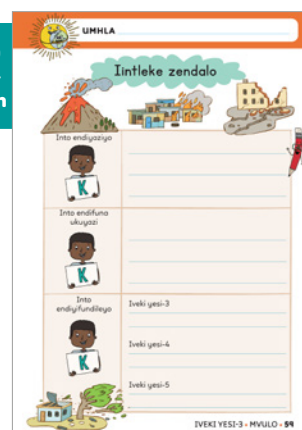 UMHLA
Iintleke zendalo
Into endiyaziyo
K
Into endifuna
ukuyazi
K
Into
endiyifundileyo
K
Iveki yesi-3
Iveki yesi-4
Iveki yesi-5
IVEKI YESI-3 • MVULO • 59